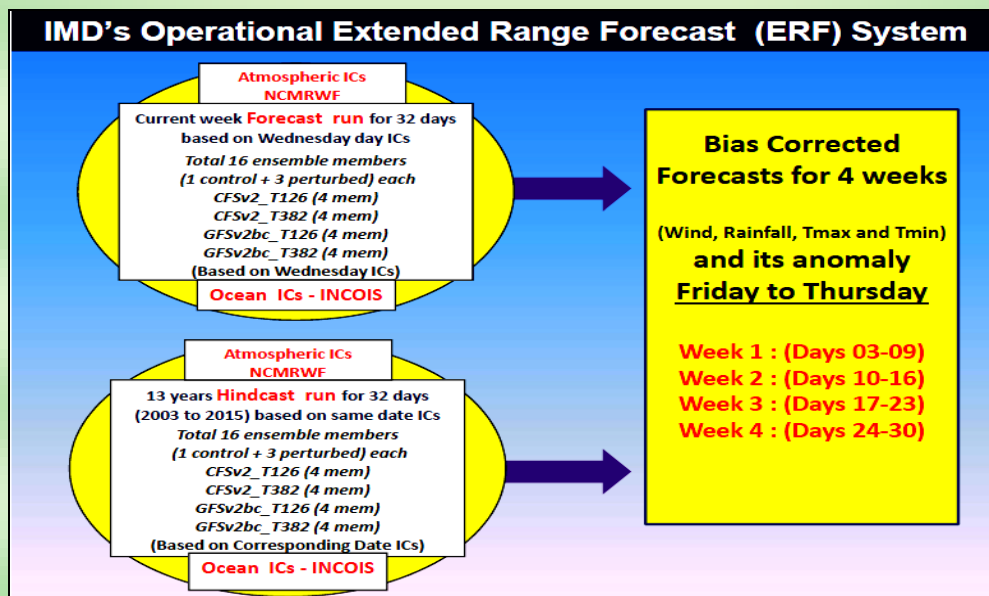 IMD's Operational Extended Range Forecast (ERF) System
Atmospheric ICs
NCMRWF
Current week Forecast run for 32 days
based on Wednesday day ICs
Total 16 ensemble members
(1 control + 3 perturbed) each
CFSv2_T126 (4 mem)
CFSv2_T382 (4 mem)
GFSv2bc_T126 (4 mem)
GFSv2bc_T382 (4 mem)
(Based on Wednesday ICs)
Ocean ICs - INCOIS
Atmospheric ICs
NCMRWF
13 years Hindcast run for 32 days
(2003 to 2015) based on same date ICs
Total 16 ensemble members
(1 control + 3 perturbed) each
CFSv2_T126 (4 mem)
CFSv2_T382 (4 mem)
GFSv2bc_T126 (4 mem)
GFSv2bc_T382 (4 mem)
(Based on Corresponding Date ICs)
Ocean ICs - INCOIS
Bias Corrected
Forecasts for 4 weeks
(Wind, Rainfall, Tmax and Tmin)
and its anomaly
Friday to Thursday
Week 1 : (Days 03-09)
Week 2 : (Days 10-16)
Week 3 : (Days 17-23)
Week 4 : (Days 24-30)